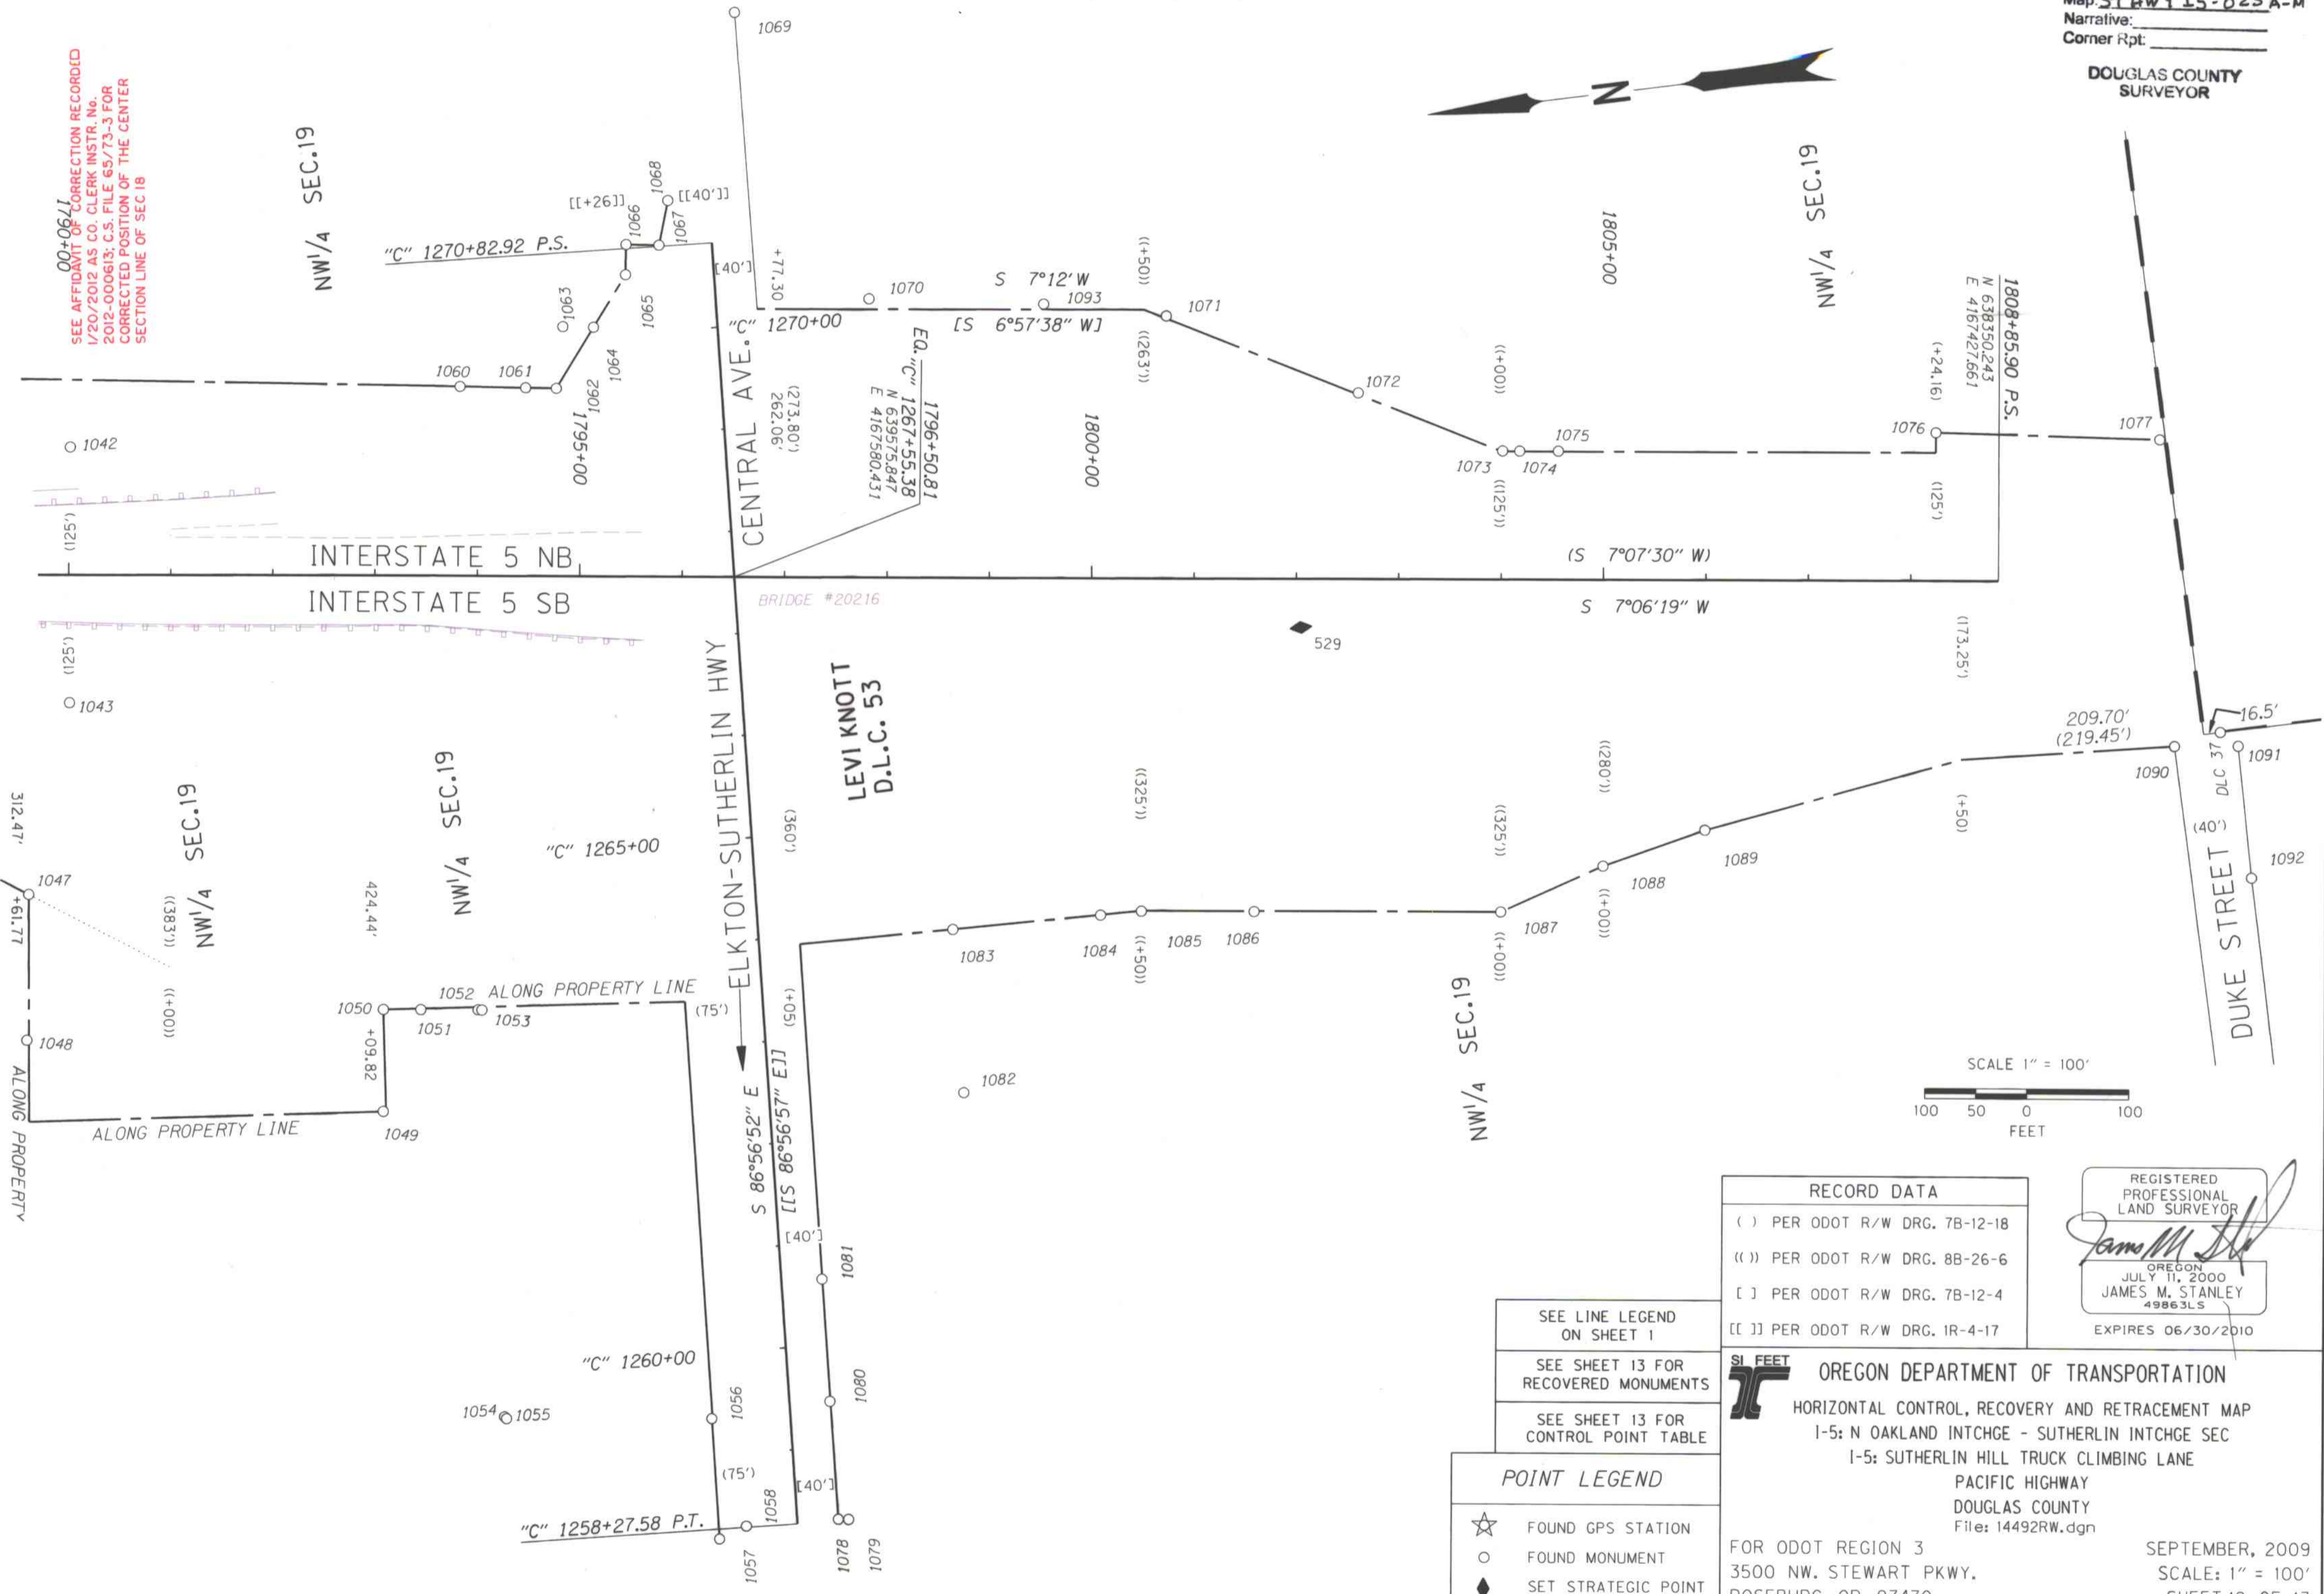 DOUGLAS COUNTY
SURVEYOR
Narrative:
Corner Rpt:
SEE AFFIDAVIT OF CORRECTION RECORDED
1/20/2012 AS CO. CLERK INSTR. No.
2012-000613; C.S. FILE 65/73-3 FOR
CORRECTED POSITION OF THE CENTER
SECTION LINE OF SEC 18
1790+00
NW1/4 SEC.19
1069
[[+26]]
1066
1068
[[40']]
1067
"C" 1270+82.92 P.S.
[40']
+77.30
1063
1065
1064
1062
1060
1061
1795+00
1042
(125')
"C" 1270+00
1070
S 7°12' W
1093
[S 6°57'38" W]
((+50))
((263'))
1071
CENTRAL AVE.
(273.80')
262.06'
EQ. 1796+50.81
"C" 1267+55.38
N 639575.847
E 4167580.431
1800+00
1072
((+00))
1073
1074
1075
((125'))
1805+00
N
NW1/4 SEC.19
1808+85.90 P.S.
N 638350.243
E 4167427.661
(+24.16)
1076
(125')
1077
INTERSTATE 5 NB
INTERSTATE 5 SB
BRIDGE #20216
(S 7°07'30" W)
S 7°06'19" W
529
(125')
1043
LEVI KNOTT
D.L.C. 53
(173.25')
209.70'
(219.45')
16.5'
1090
1091
DLC 37
(40')
1092
DUKE STREET
(+50)
1089
1088
((280'))
((+00))
1087
((325'))
((+00))
1086
1085
((325'))
((+50))
1084
1083
1082
(360')
(+05)
ELKTON-SUTHERLIN HWY
S 86°56'52" E
[[S 86°56'57" E]]
"C" 1265+00
NW1/4 SEC.19
NW1/4 SEC.19
NW1/4 SEC.19
312.47'
1047
+61.77
((383'))
((+00))
424.44'
1048
1050
1051
1052
1053
ALONG PROPERTY LINE
(75')
+09.82
1049
ALONG PROPERTY LINE
ALONG PROPERTY
[40']
1081
1080
"C" 1260+00
1054
1055
1056
(75')
1058
[40']
"C" 1258+27.58 P.T.
1057
1078
1079
SCALE 1" = 100'
100 50 0 100
FEET
RECORD DATA
( ) PER ODOT R/W DRG. 7B-12-18
(( )) PER ODOT R/W DRG. 8B-26-6
[ ] PER ODOT R/W DRG. 7B-12-4
[[ ]] PER ODOT R/W DRG. 1R-4-17
REGISTERED
PROFESSIONAL
LAND SURVEYOR
OREGON
JULY 11, 2000
JAMES M. STANLEY
49863LS
EXPIRES 06/30/2010
SEE LINE LEGEND
ON SHEET 1
SEE SHEET 13 FOR
RECOVERED MONUMENTS
SEE SHEET 13 FOR
CONTROL POINT TABLE
POINT LEGEND
FOUND GPS STATION
FOUND MONUMENT
SET STRATEGIC POINT
SI FEET
OREGON DEPARTMENT OF TRANSPORTATION
HORIZONTAL CONTROL, RECOVERY AND RETRACEMENT MAP
I-5: N OAKLAND INTCHGE - SUTHERLIN INTCHGE SEC
I-5: SUTHERLIN HILL TRUCK CLIMBING LANE
PACIFIC HIGHWAY
DOUGLAS COUNTY
File: 14492RW.dgn
FOR ODOT REGION 3
3500 NW. STEWART PKWY.
SEPTEMBER, 2009
SCALE: 1" = 100'